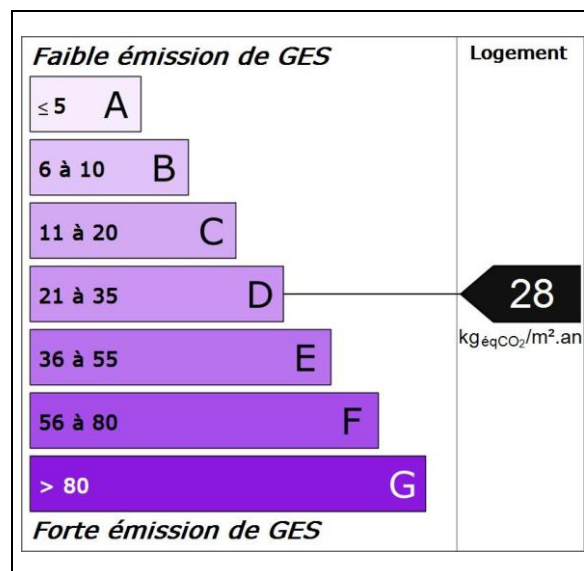 Faible émission de GES
Logement
≤ 5 A
6 à 10 B
11 à 20 C
21 à 35 D
28
kgéqCO₂/m².an
36 à 55 E
56 à 80 F
> 80 G
Forte émission de GES